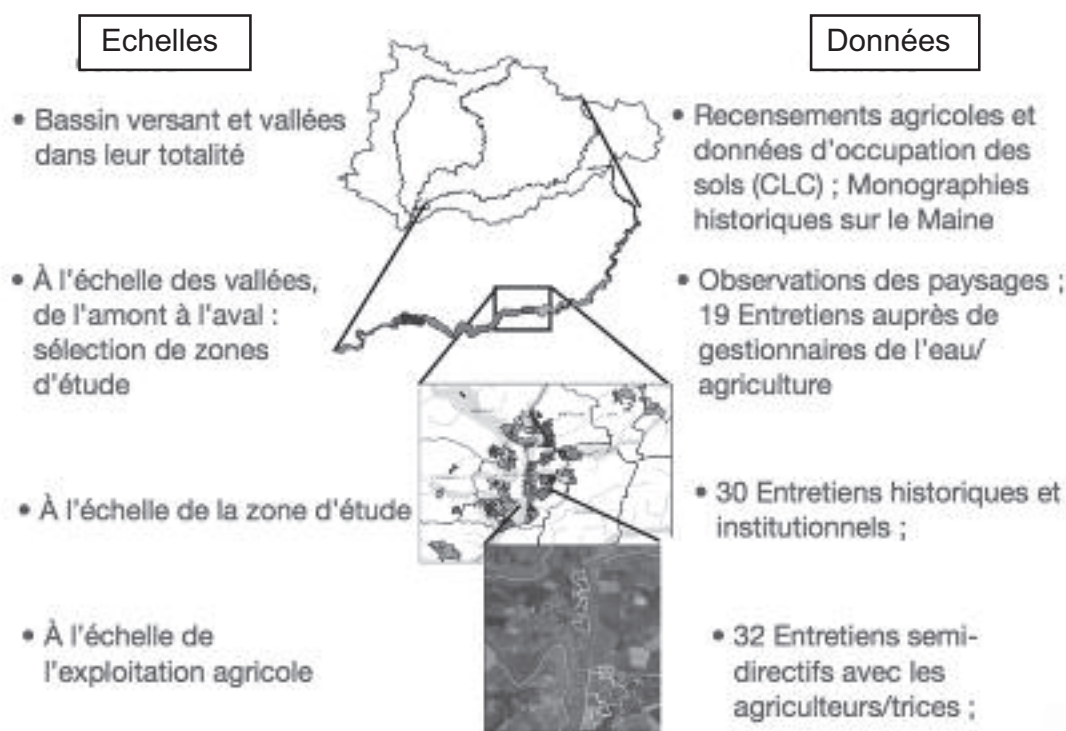 Echelles
Données
• Bassin versant et vallées
dans leur totalité
• Recensements agricoles et
données d'occupation des
sols (CLC) ; Monographies
historiques sur le Maine
• À l'échelle des vallées,
de l'amont à l'aval :
sélection de zones
d'étude
• Observations des paysages ;
19 Entretiens auprès de
gestionnaires de l'eau/
agriculture
• À l'échelle de la zone d'étude
• 30 Entretiens historiques et
institutionnels ;
• À l'échelle de
l'exploitation agricole
• 32 Entretiens semi-
directifs avec les
agriculteurs/trices ;